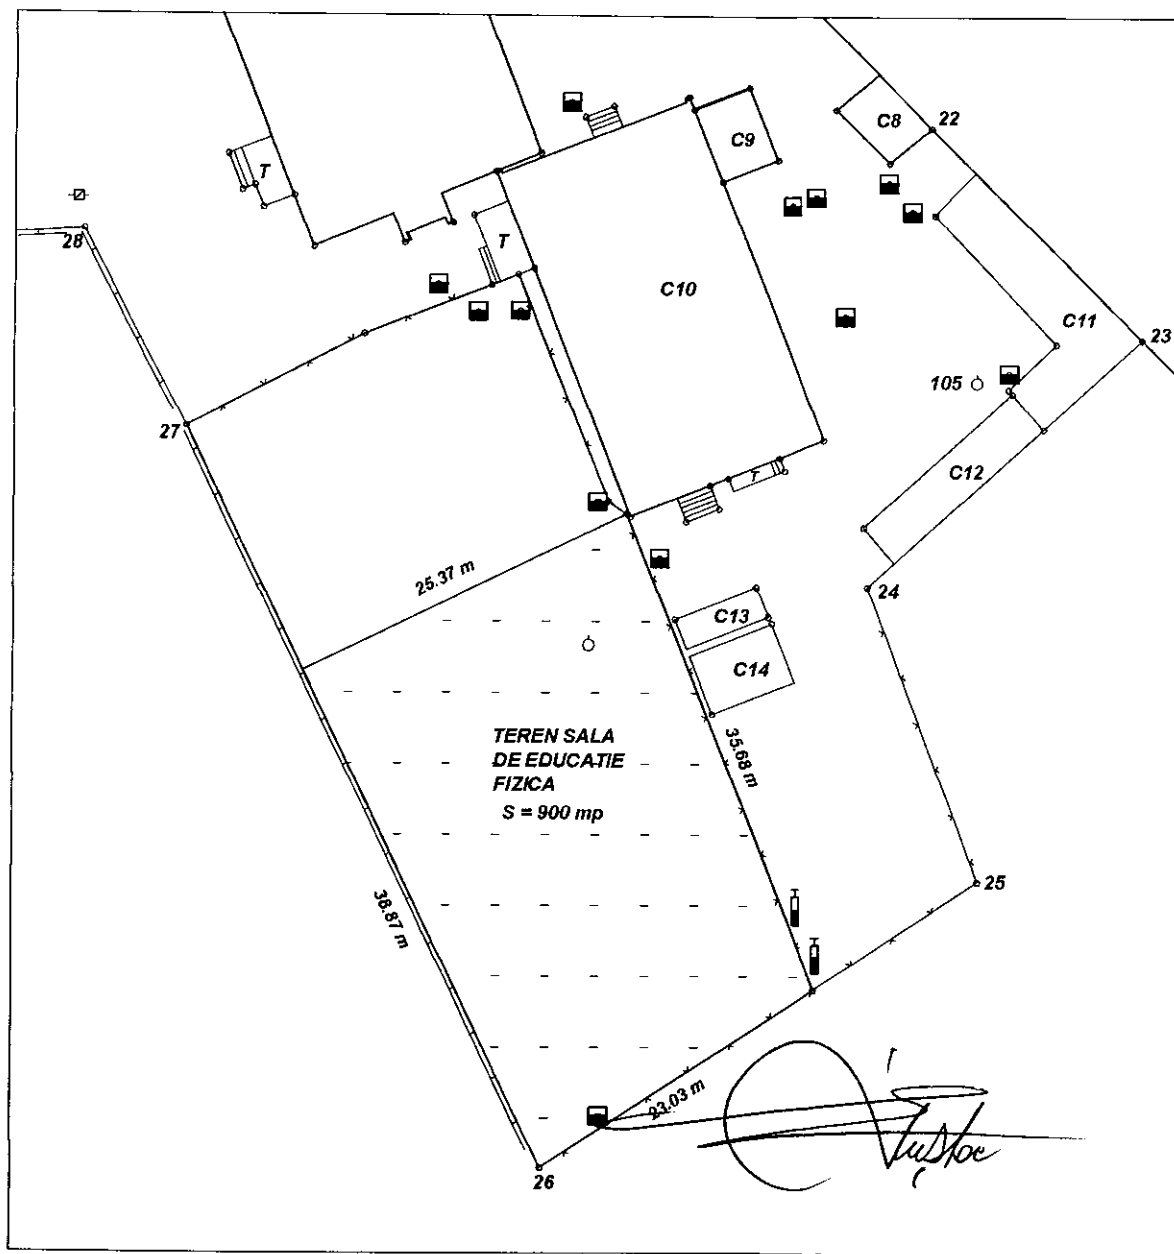 C8
22
C9
T
28
T
C10
C11
23
105
27
C12
T
25.37 m
24
C13
C14
TEREN SALA
DE EDUCATIE
FIZICA
S = 900 mp
35.68 m
25
38.87 m
23.03 m
26